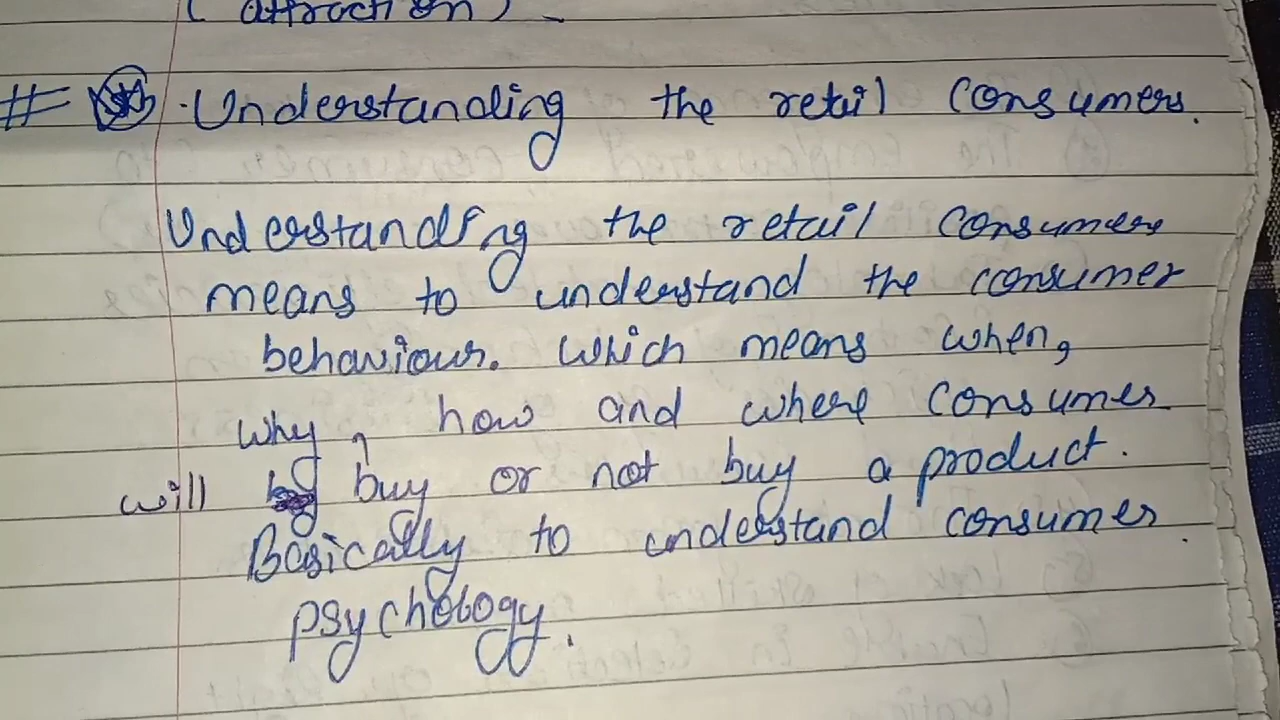 (attraction).
# Understanding the retail consumers.
Understanding the retail consumers
means to understand the consumer
behaviour. Which means when,
why, how and where consumer
will buy or not buy a product.
Basically to understand consumer
psychology.